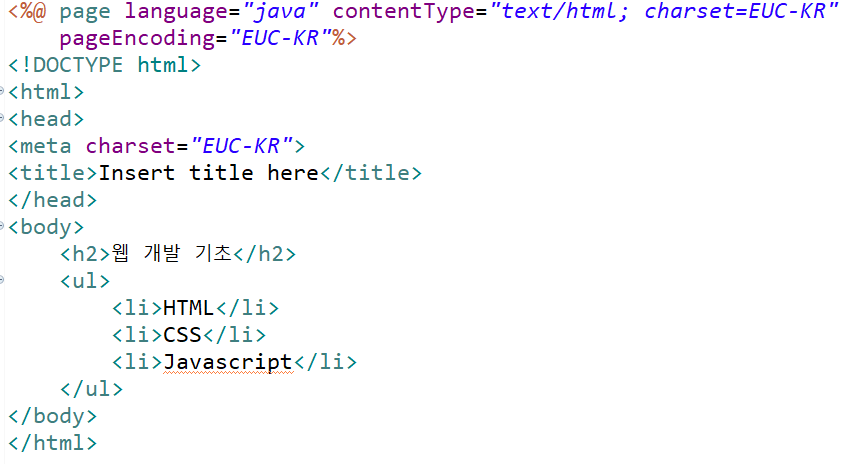 <%@ page language="java" contentType="text/html; charset=EUC-KR"
    pageEncoding="EUC-KR"%>
<!DOCTYPE html>
<html>
<head>
<meta charset="EUC-KR">
<title>Insert title here</title>
</head>
<body>
    <h2>웹 개발 기초</h2>
    <ul>
        <li>HTML</li>
        <li>CSS</li>
        <li>Javascript</li>
    </ul>
</body>
</html>